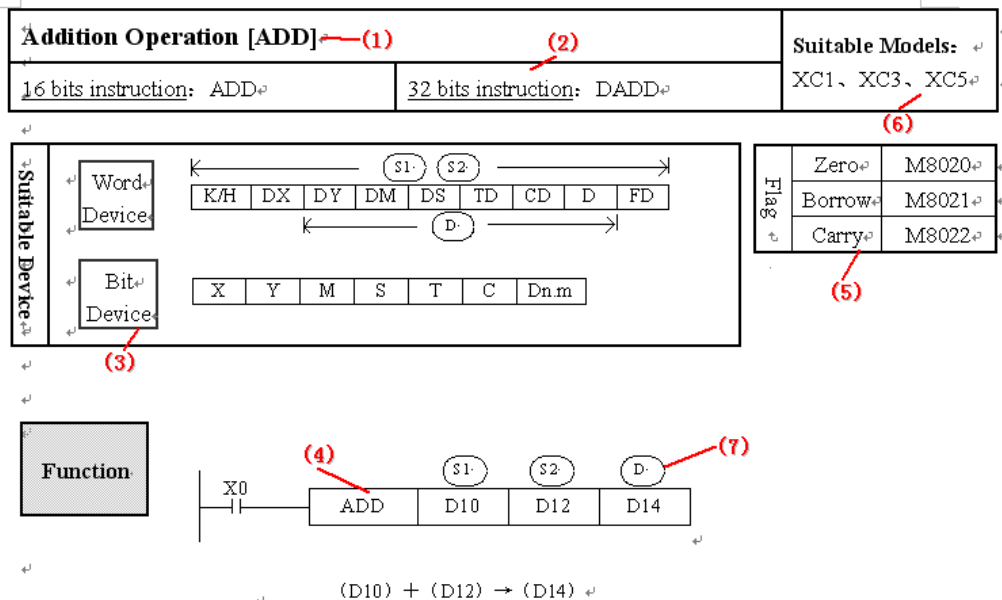 Addition Operation [ADD] (1)
(2)
Suitable Models:
16 bits instruction: ADD
32 bits instruction: DADD
XC1、XC3、XC5
(6)
Suitable Device
Word Device
S1· S2·
K/H DX DY DM DS TD CD D FD
D·
Bit Device
X Y M S T C Dn.m
(3)
Flag
Zero M8020
Borrow M8021
Carry M8022
(5)
Function
(4)
(7)
S1· S2· D·
X0
ADD D10 D12 D14
(D10) + (D12) → (D14)